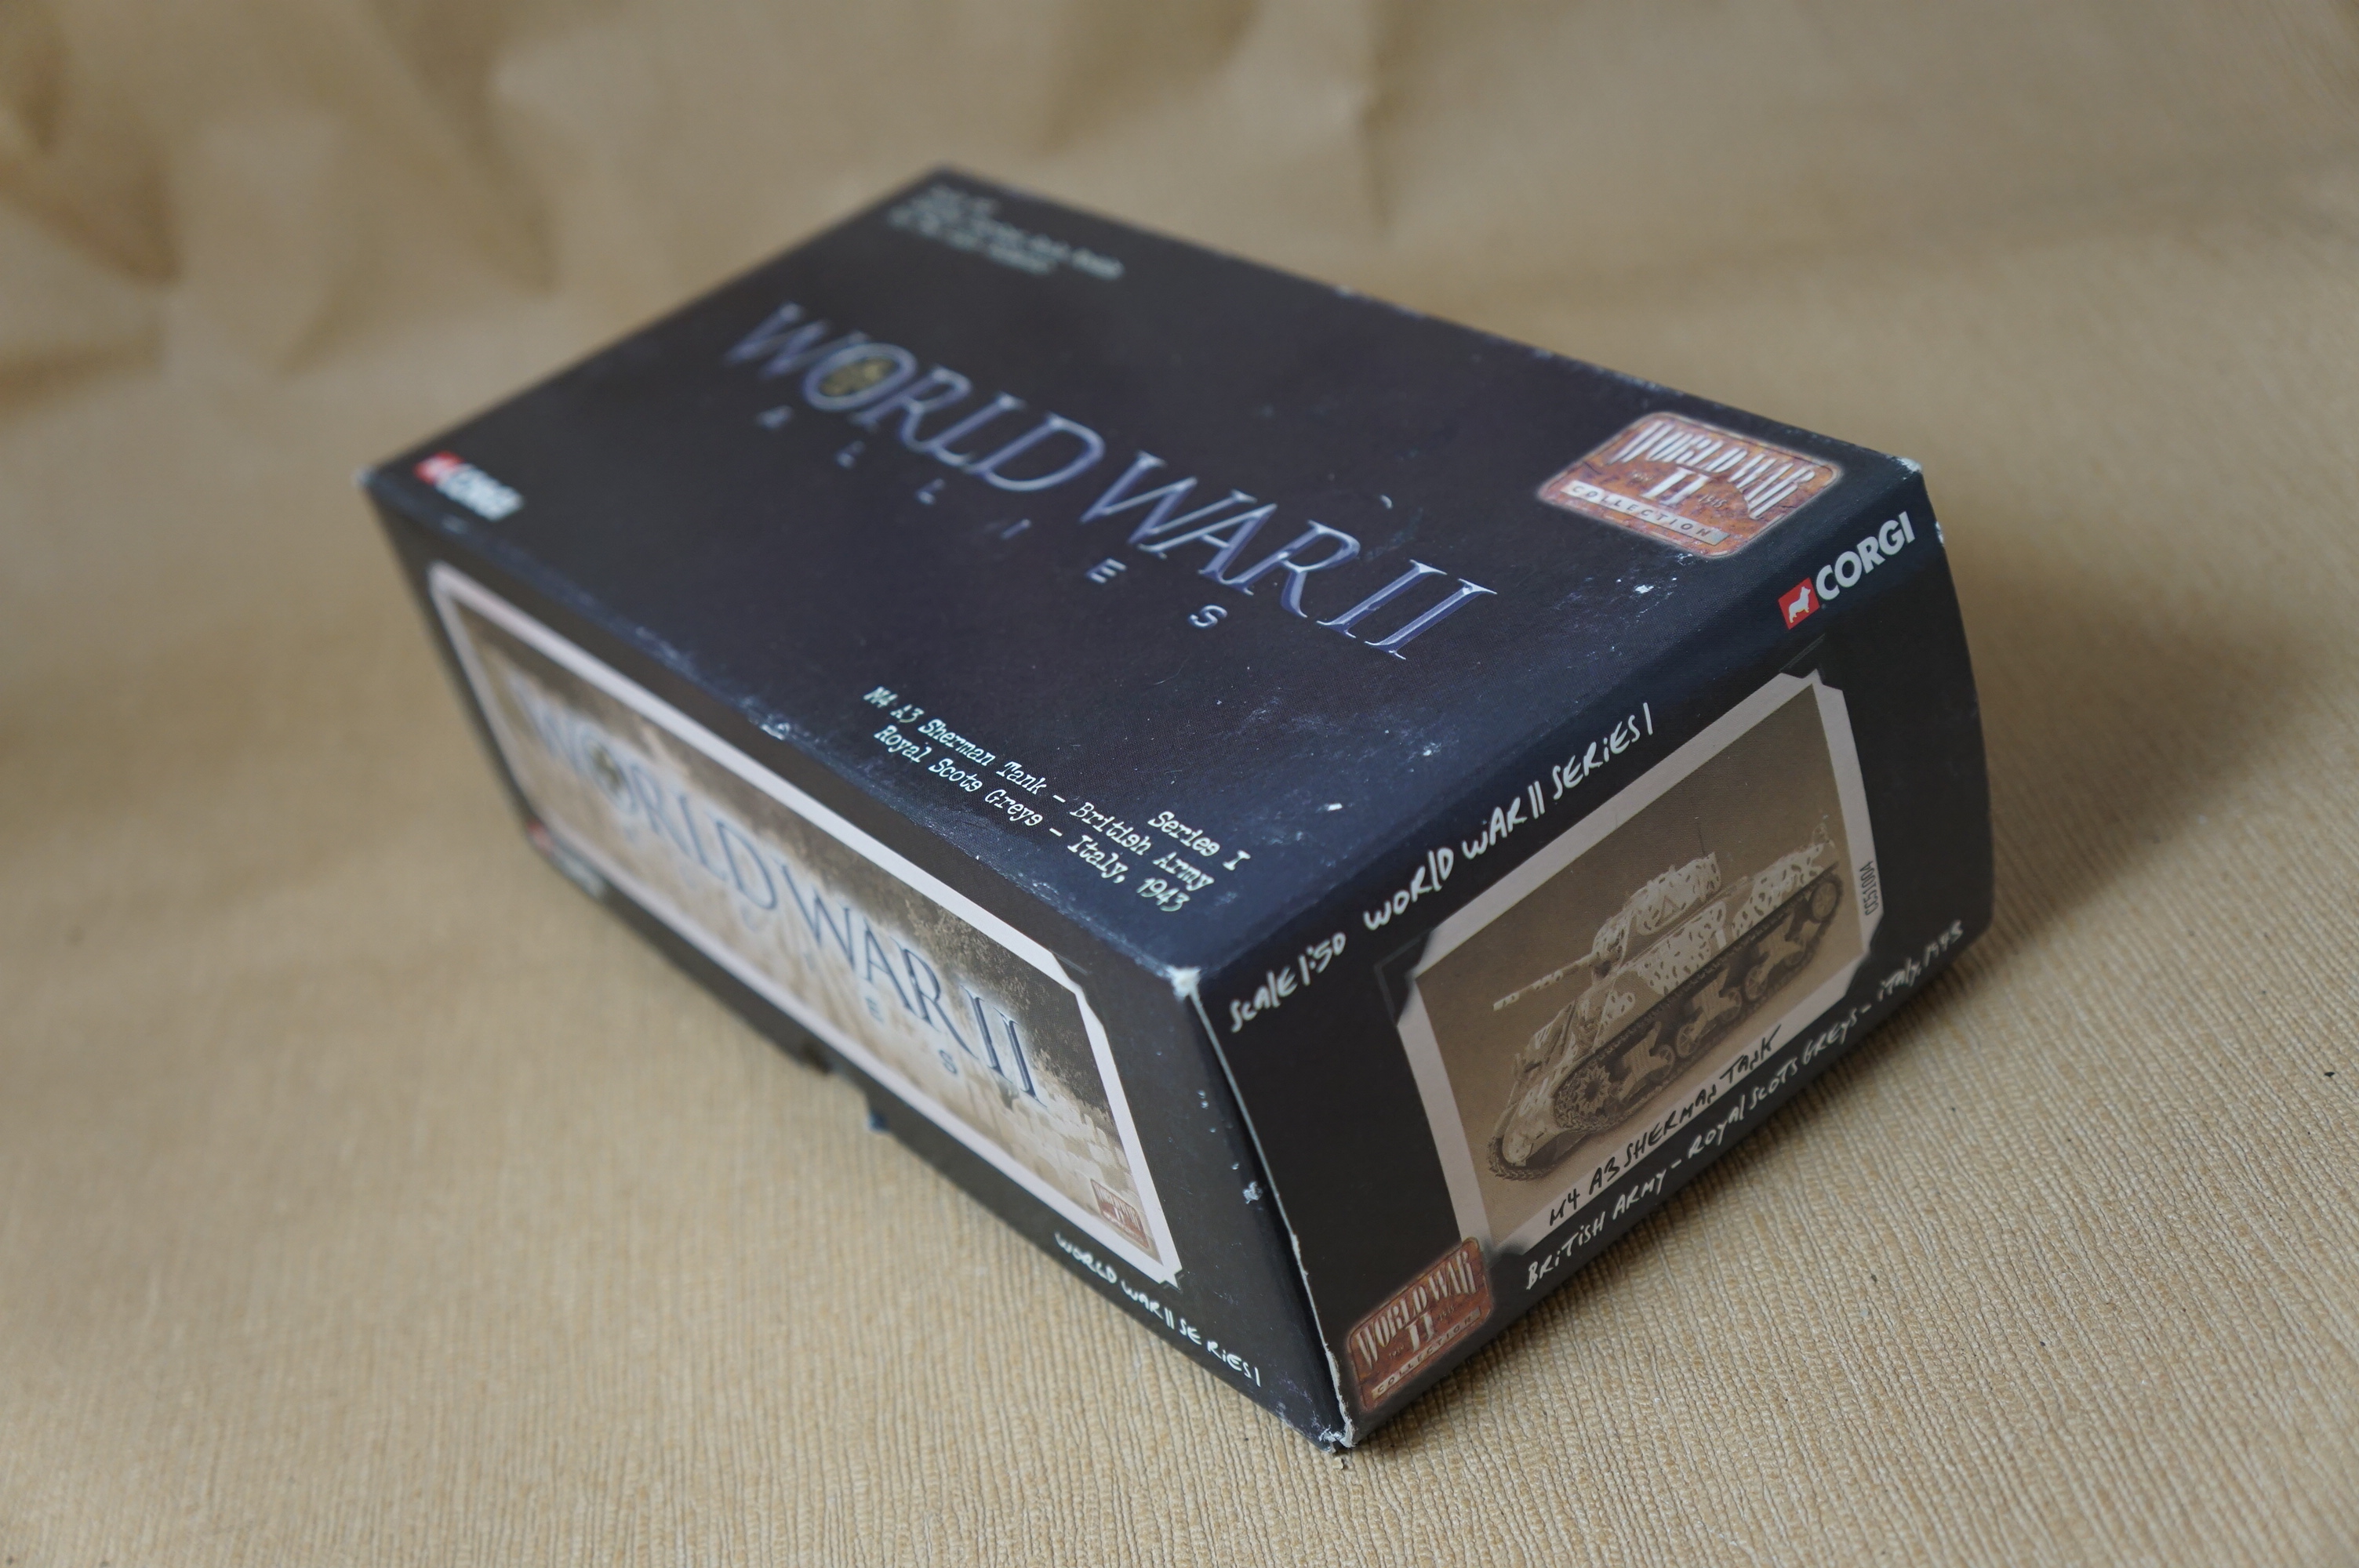 WORLD WAR II
ALLIES
WORLD WAR
II
COLLECTION
CORGI
Series I
M4 A3 Sherman Tank - British Army
Royal Scots Greys - Italy, 1943
CORGI
SCALE 1:50 WORLD WAR II SERIES 1
M4 A3 SHERMAN TANK
BRITISH ARMY - ROYAL SCOTS GREYS - ITALY, 1943
WORLD WAR
II
COLLECTION
WORLD WAR II
WORLD WAR II SERIES 1